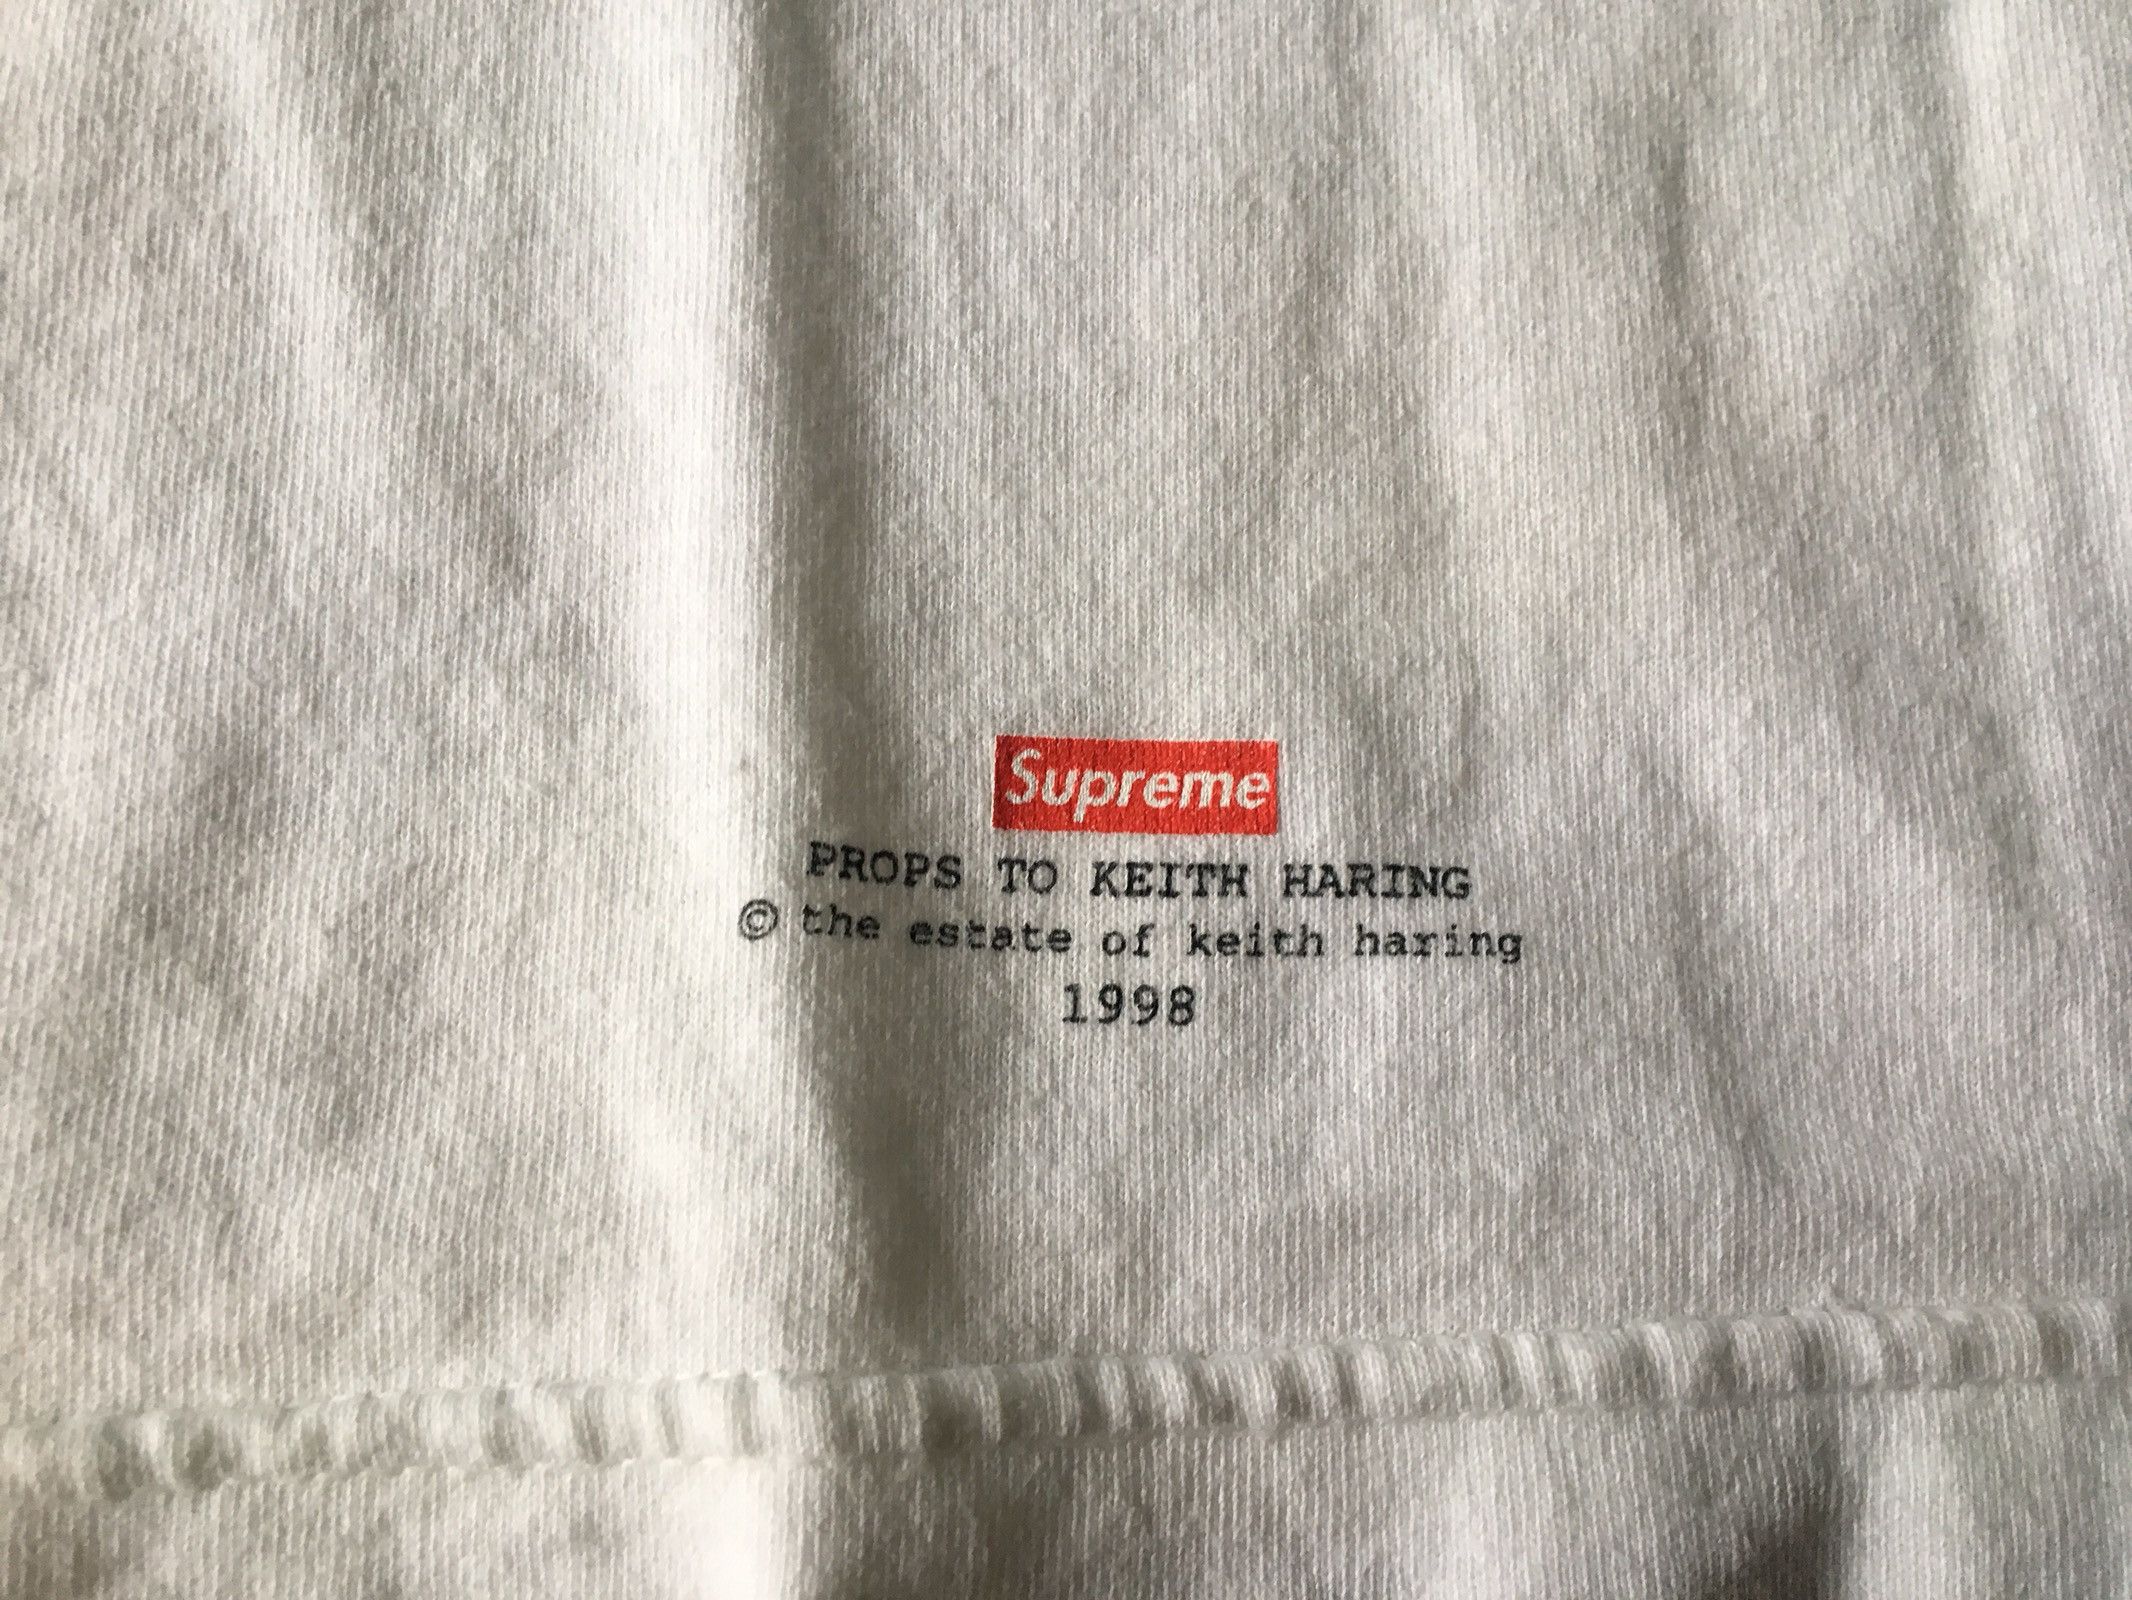 Supreme
PROPS TO KEITH HARING
© the estate of keith haring
1998